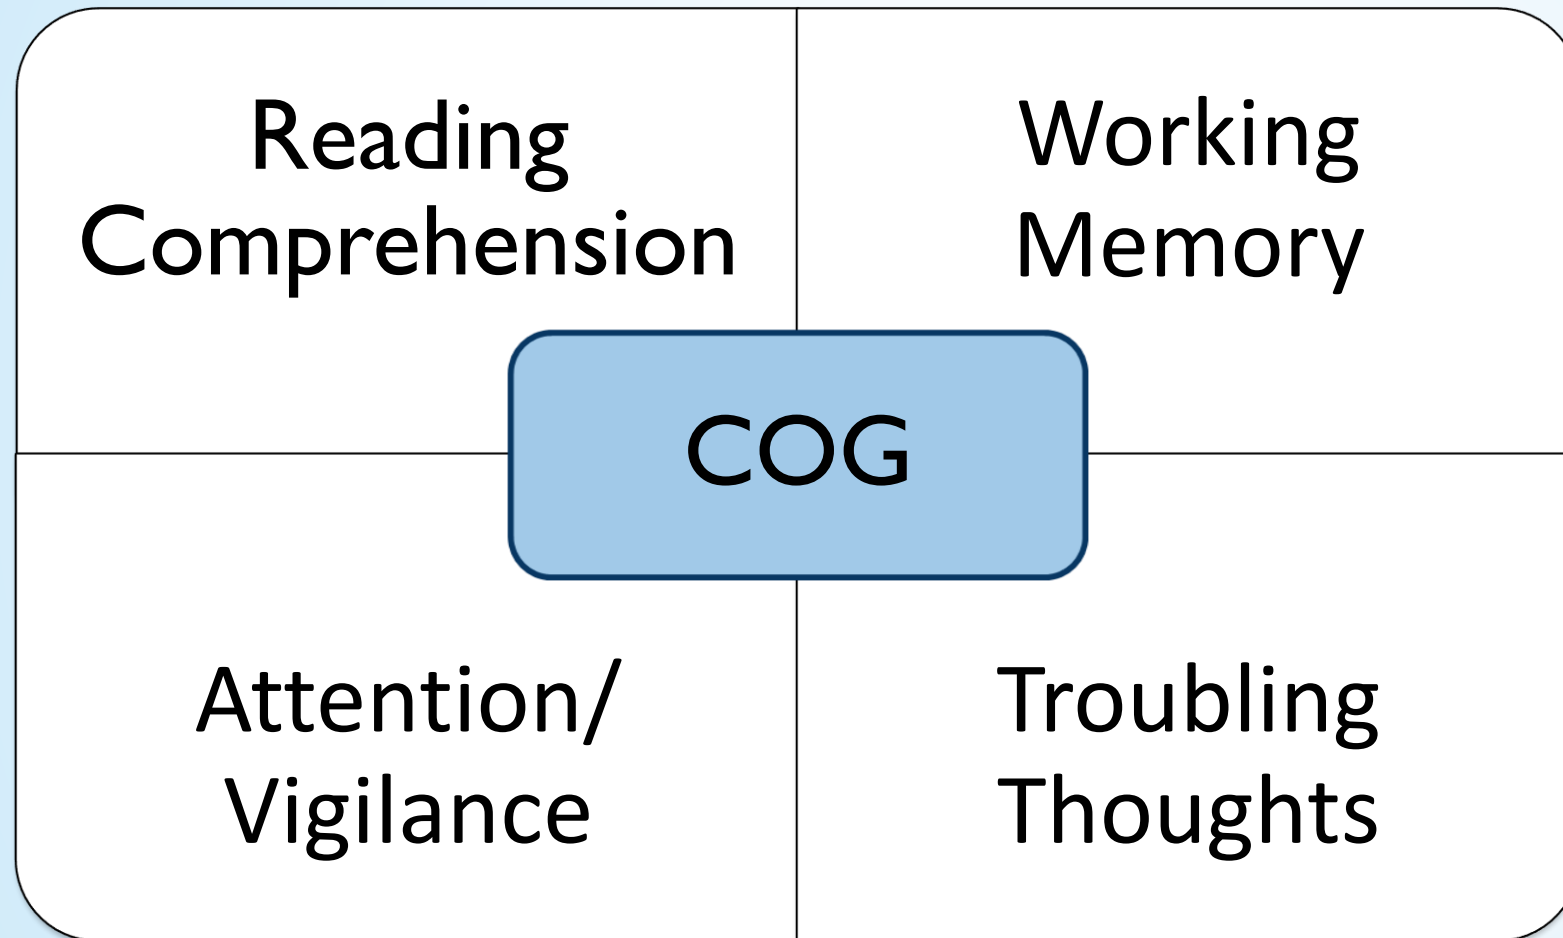 Reading
Comprehension
Working
Memory
COG
Attention/
Vigilance
Troubling
Thoughts